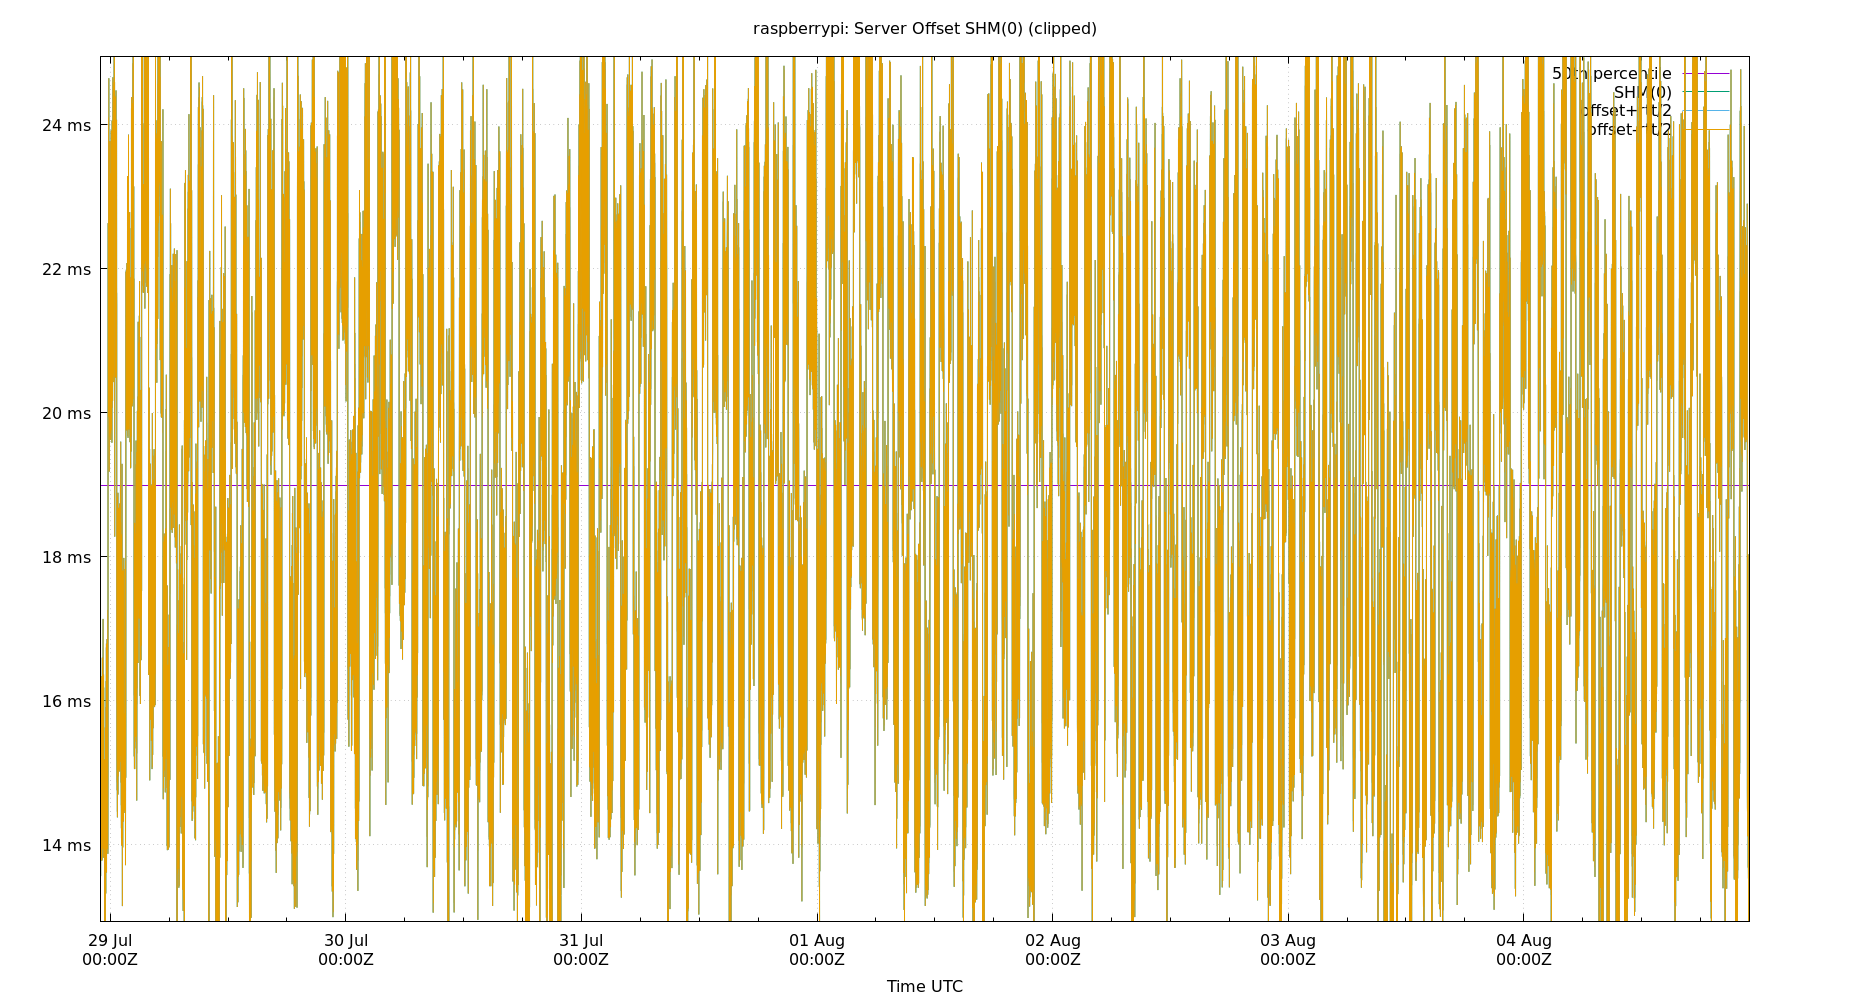 raspberrypi: Server Offset SHM(0) (clipped)
50th percentile
SHM(0)
offset+rtt/2
offset-rtt/2
24 ms
22 ms
20 ms
18 ms
16 ms
14 ms
29 Jul 30 Jul 31 Jul 01 Aug 02 Aug 03 Aug 04 Aug
00:00Z 00:00Z 00:00Z 00:00Z 00:00Z 00:00Z 00:00Z
Time UTC